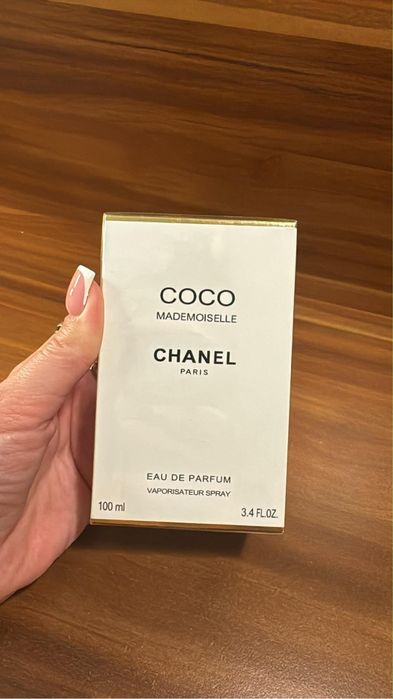 COCO
MADEMOISELLE
CHANEL
PARIS
EAU DE PARFUM
VAPORISATEUR SPRAY
100 ml 3.4 FL.OZ.